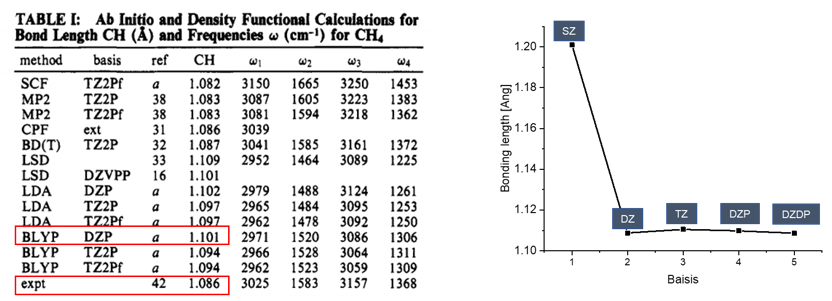 TABLE I: Ab Initio and Density Functional Calculations for
Bond Length CH (Å) and Frequencies ω (cm⁻¹) for CH₄
method basis ref CH ω₁ ω₂ ω₃ ω₄
SCF TZ2Pf a 1.082 3150 1665 3250 1453
MP2 TZ2P 38 1.083 3087 1605 3223 1383
MP2 TZ2Pf 38 1.083 3081 1594 3218 1362
CPF ext 31 1.086 3039
BD(T) TZ2P 32 1.087 3041 1585 3161 1372
LSD 33 1.109 2952 1464 3089 1225
LSD DZVPP 16 1.101
LDA DZP a 1.102 2979 1488 3124 1261
LDA TZ2P a 1.097 2965 1484 3095 1253
LDA TZ2Pf a 1.097 2962 1478 3092 1250
BLYP DZP a 1.101 2971 1520 3086 1306
BLYP TZ2P a 1.094 2966 1528 3064 1311
BLYP TZ2Pf a 1.094 2962 1523 3059 1309
expt 42 1.086 3025 1583 3157 1368
Bonding length [Ang]
1.20
1.18
1.16
1.14
1.12
1.10
SZ
DZ
TZ
DZP
DZDP
1 2 3 4 5
Baisis